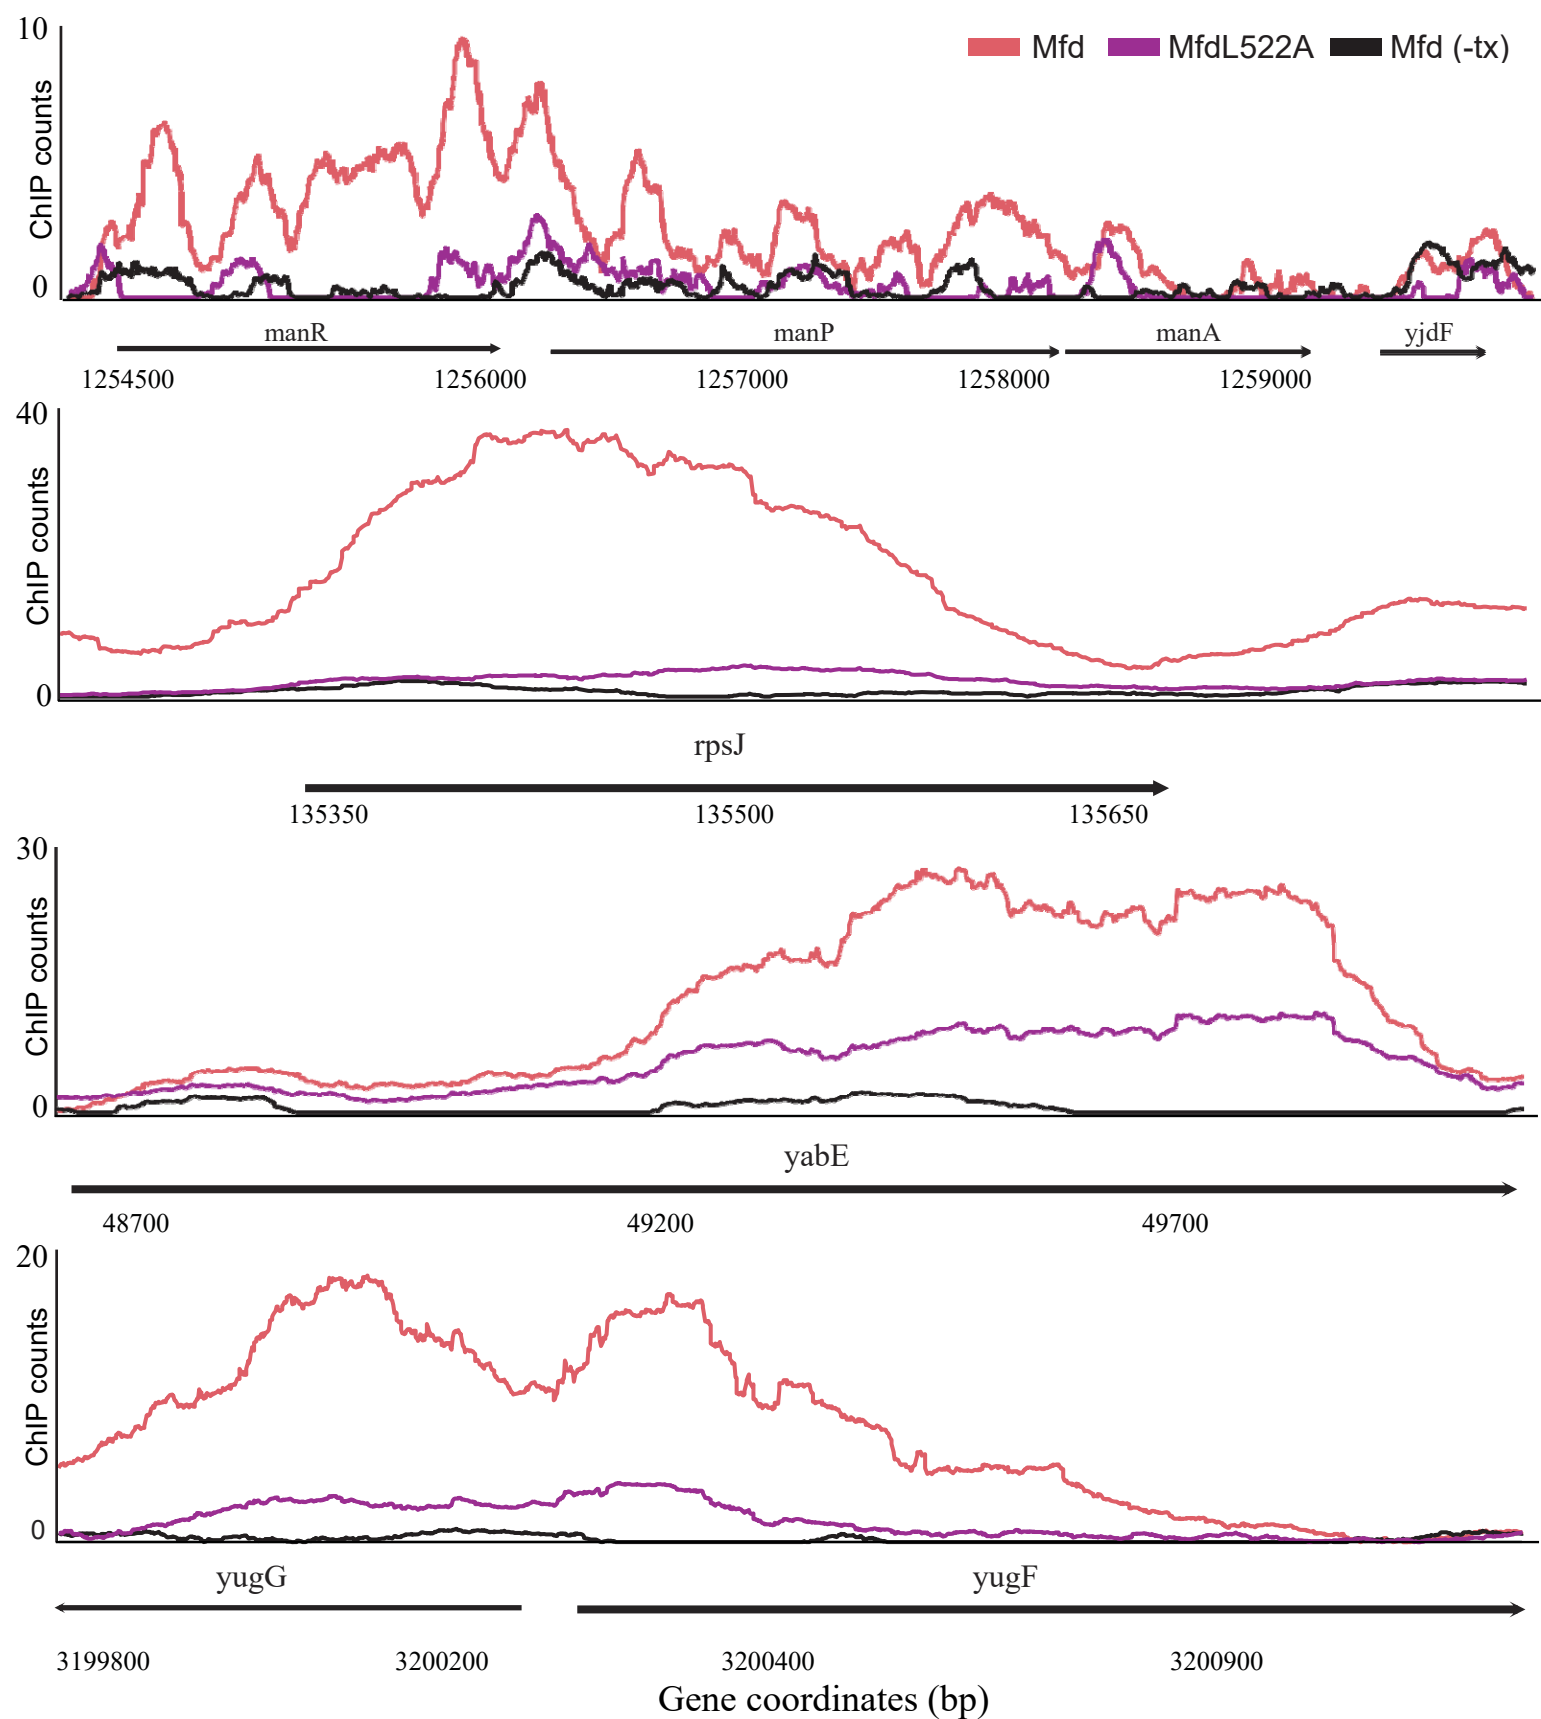 10
Mfd MfdL522A Mfd (-tx)
ChIP counts
0
manR manP manA yjdF
1254500 1256000 1257000 1258000 1259000
40
ChIP counts
0
rpsJ
135350 135500 135650
30
ChIP counts
0
yabE
48700 49200 49700
20
ChIP counts
0
yugG yugF
3199800 3200200 3200400 3200900
Gene coordinates (bp)